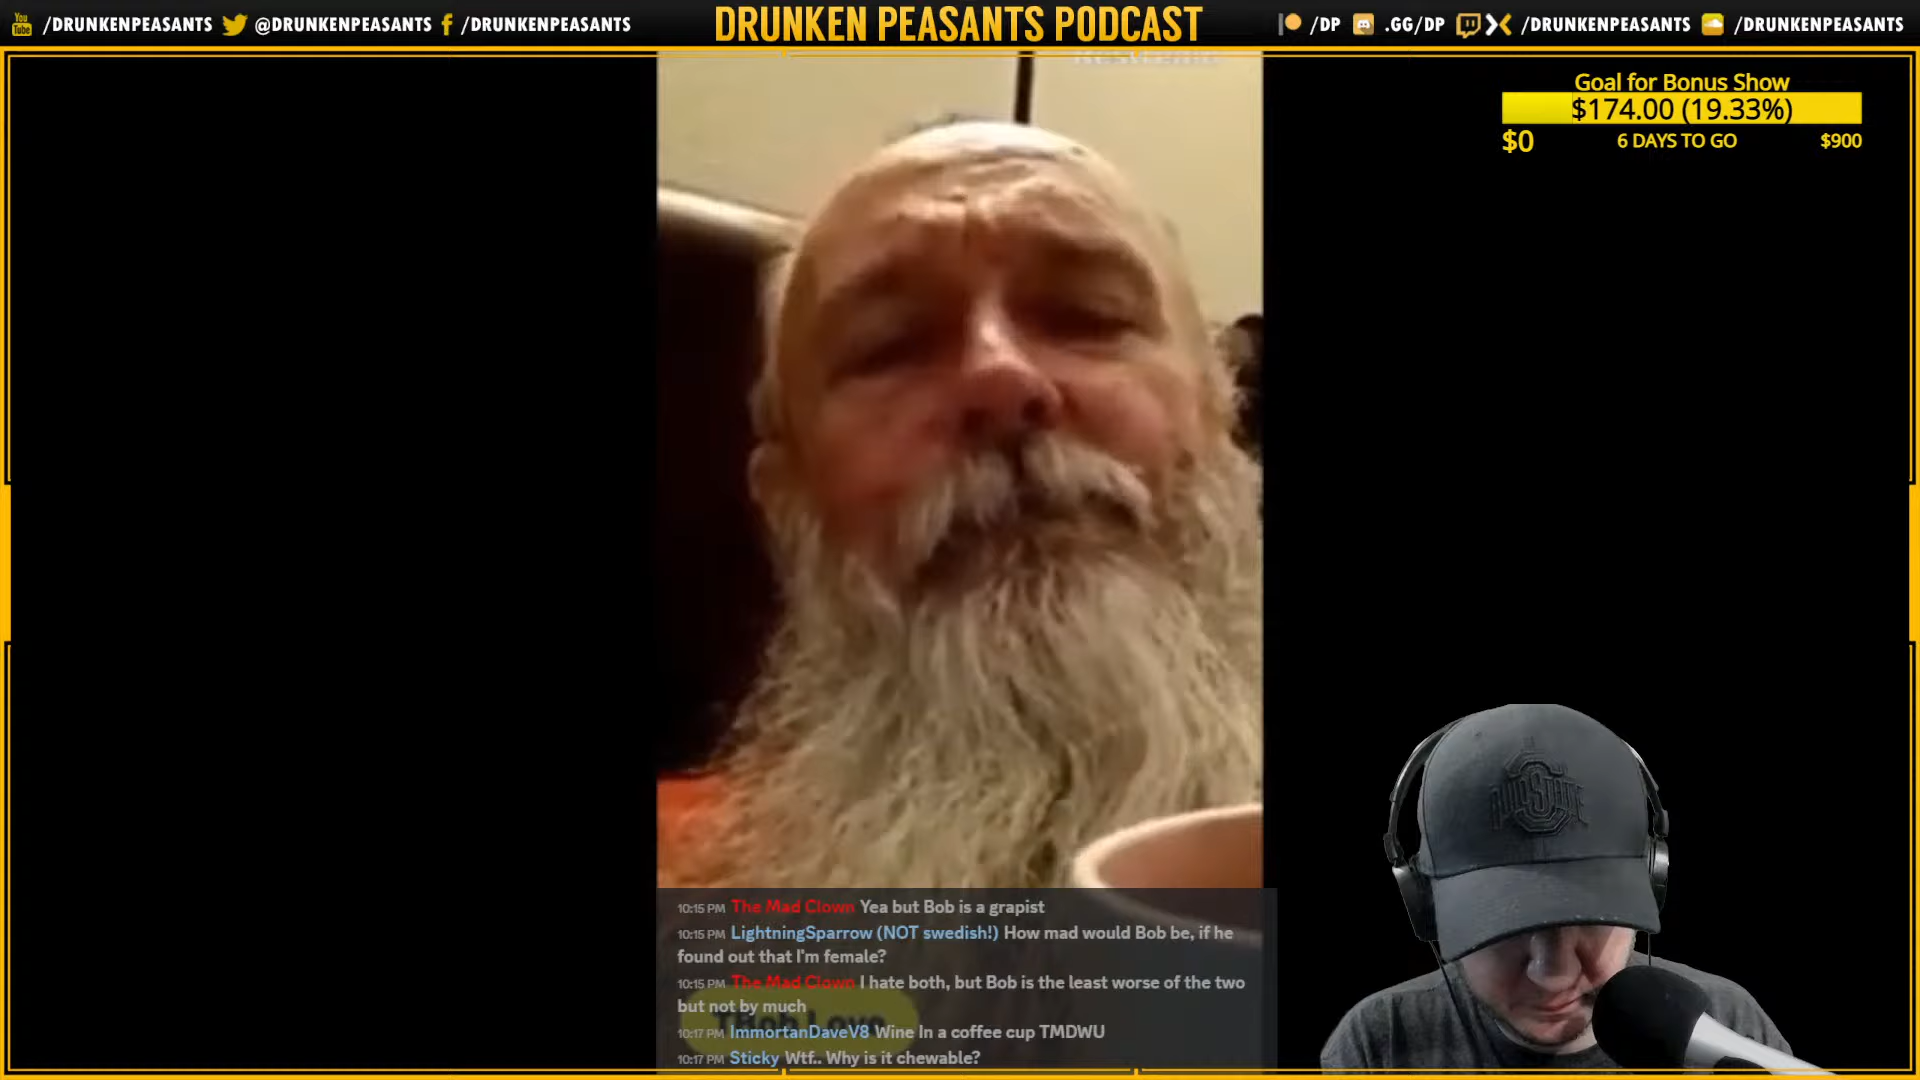 You Tube /DRUNKENPEASANTS @DRUNKENPEASANTS f /DRUNKENPEASANTS DRUNKEN PEASANTS PODCAST /DP .GG/DP /DRUNKENPEASANTS /DRUNKENPEASANTS
Goal for Bonus Show
$174.00 (19.33%)
$0 6 DAYS TO GO $900
OHIO STATE
10:15 PM The Mad Clown Yea but Bob is a grapist
10:15 PM LightningSparrow (NOT swedish!) How mad would Bob be, if he
found out that I'm female?
10:15 PM The Mad Clown I hate both, but Bob is the least worse of the two
but not by much
10:17 PM ImmortanDaveV8 Wine In a coffee cup TMDWU
10:17 PM Sticky Wtf.. Why is it chewable?